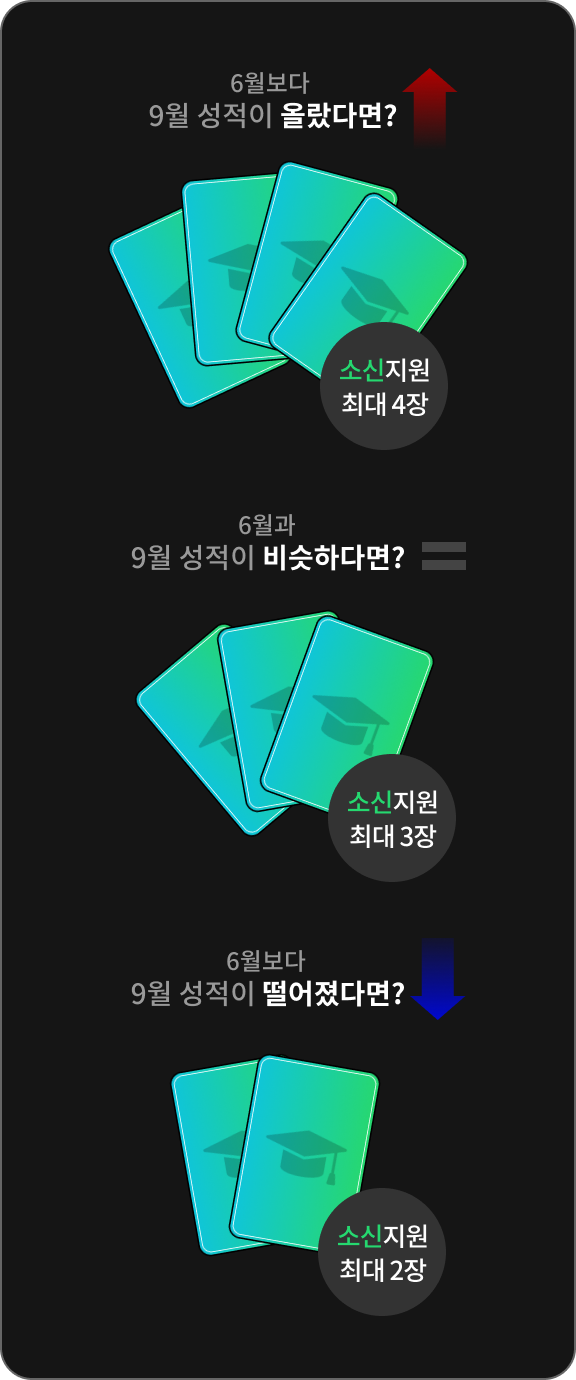 6월보다
9월 성적이 올랐다면?
소신지원
최대 4장
6월과
9월 성적이 비슷하다면?
소신지원
최대 3장
6월보다
9월 성적이 떨어졌다면?
소신지원
최대 2장